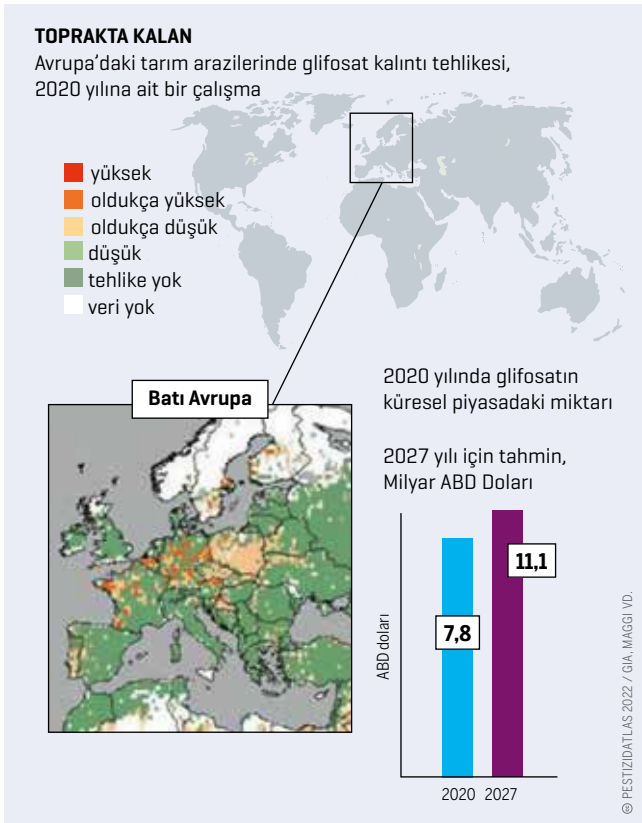 TOPRAKTA KALAN
Avrupa’daki tarım arazilerinde glifosat kalıntı tehlikesi,
2020 yılına ait bir çalışma
yüksek
oldukça yüksek
oldukça düşük
düşük
tehlike yok
veri yok
Batı Avrupa
2020 yılında glifosatın
küresel piyasadaki miktarı
2027 yılı için tahmin,
Milyar ABD Doları
ABD doları
7,8
11,1
2020 2027
© PESTIZIDATLAS 2022 / GIA, MAGGI VD.